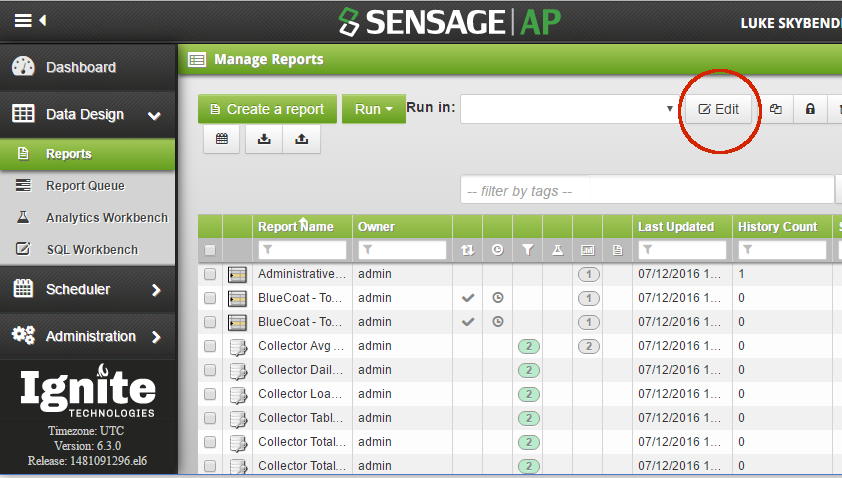 SENSAGE AP
LUKE SKYBEND
Dashboard
Data Design
Reports
Report Queue
Analytics Workbench
SQL Workbench
Scheduler
Administration
Ignite
TECHNOLOGIES
Timezone: UTC
Version: 6.3.0
Release: 1481091296.el6
Manage Reports
Create a report Run Run in: Edit
-- filter by tags --
Report Name Owner Last Updated History Count S
Administrative... admin 1 07/12/2016 1... 1
BlueCoat - To... admin 1 07/12/2016 1... 0
BlueCoat - To... admin 1 07/12/2016 1... 0
Collector Avg ... admin 2 2 07/12/2016 1... 0
Collector Dail... admin 2 07/12/2016 1... 0
Collector Loa... admin 2 07/12/2016 1... 0
Collector Tabl... admin 2 07/12/2016 1... 0
Collector Total... admin 2 07/12/2016 1... 0
Collector Total... admin 2 07/12/2016 1... 0